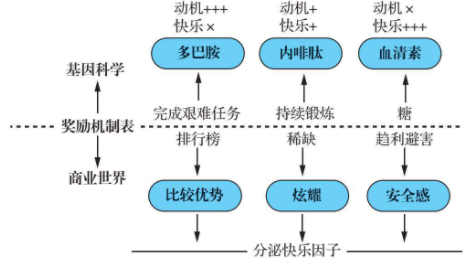 动机+++ 动机+ 动机×
快乐× 快乐+ 快乐+++
多巴胺 内啡肽 血清素
基因科学
完成艰难任务 持续锻炼 糖
奖励机制表
排行榜 稀缺 趋利避害
商业世界
比较优势 炫耀 安全感
分泌快乐因子